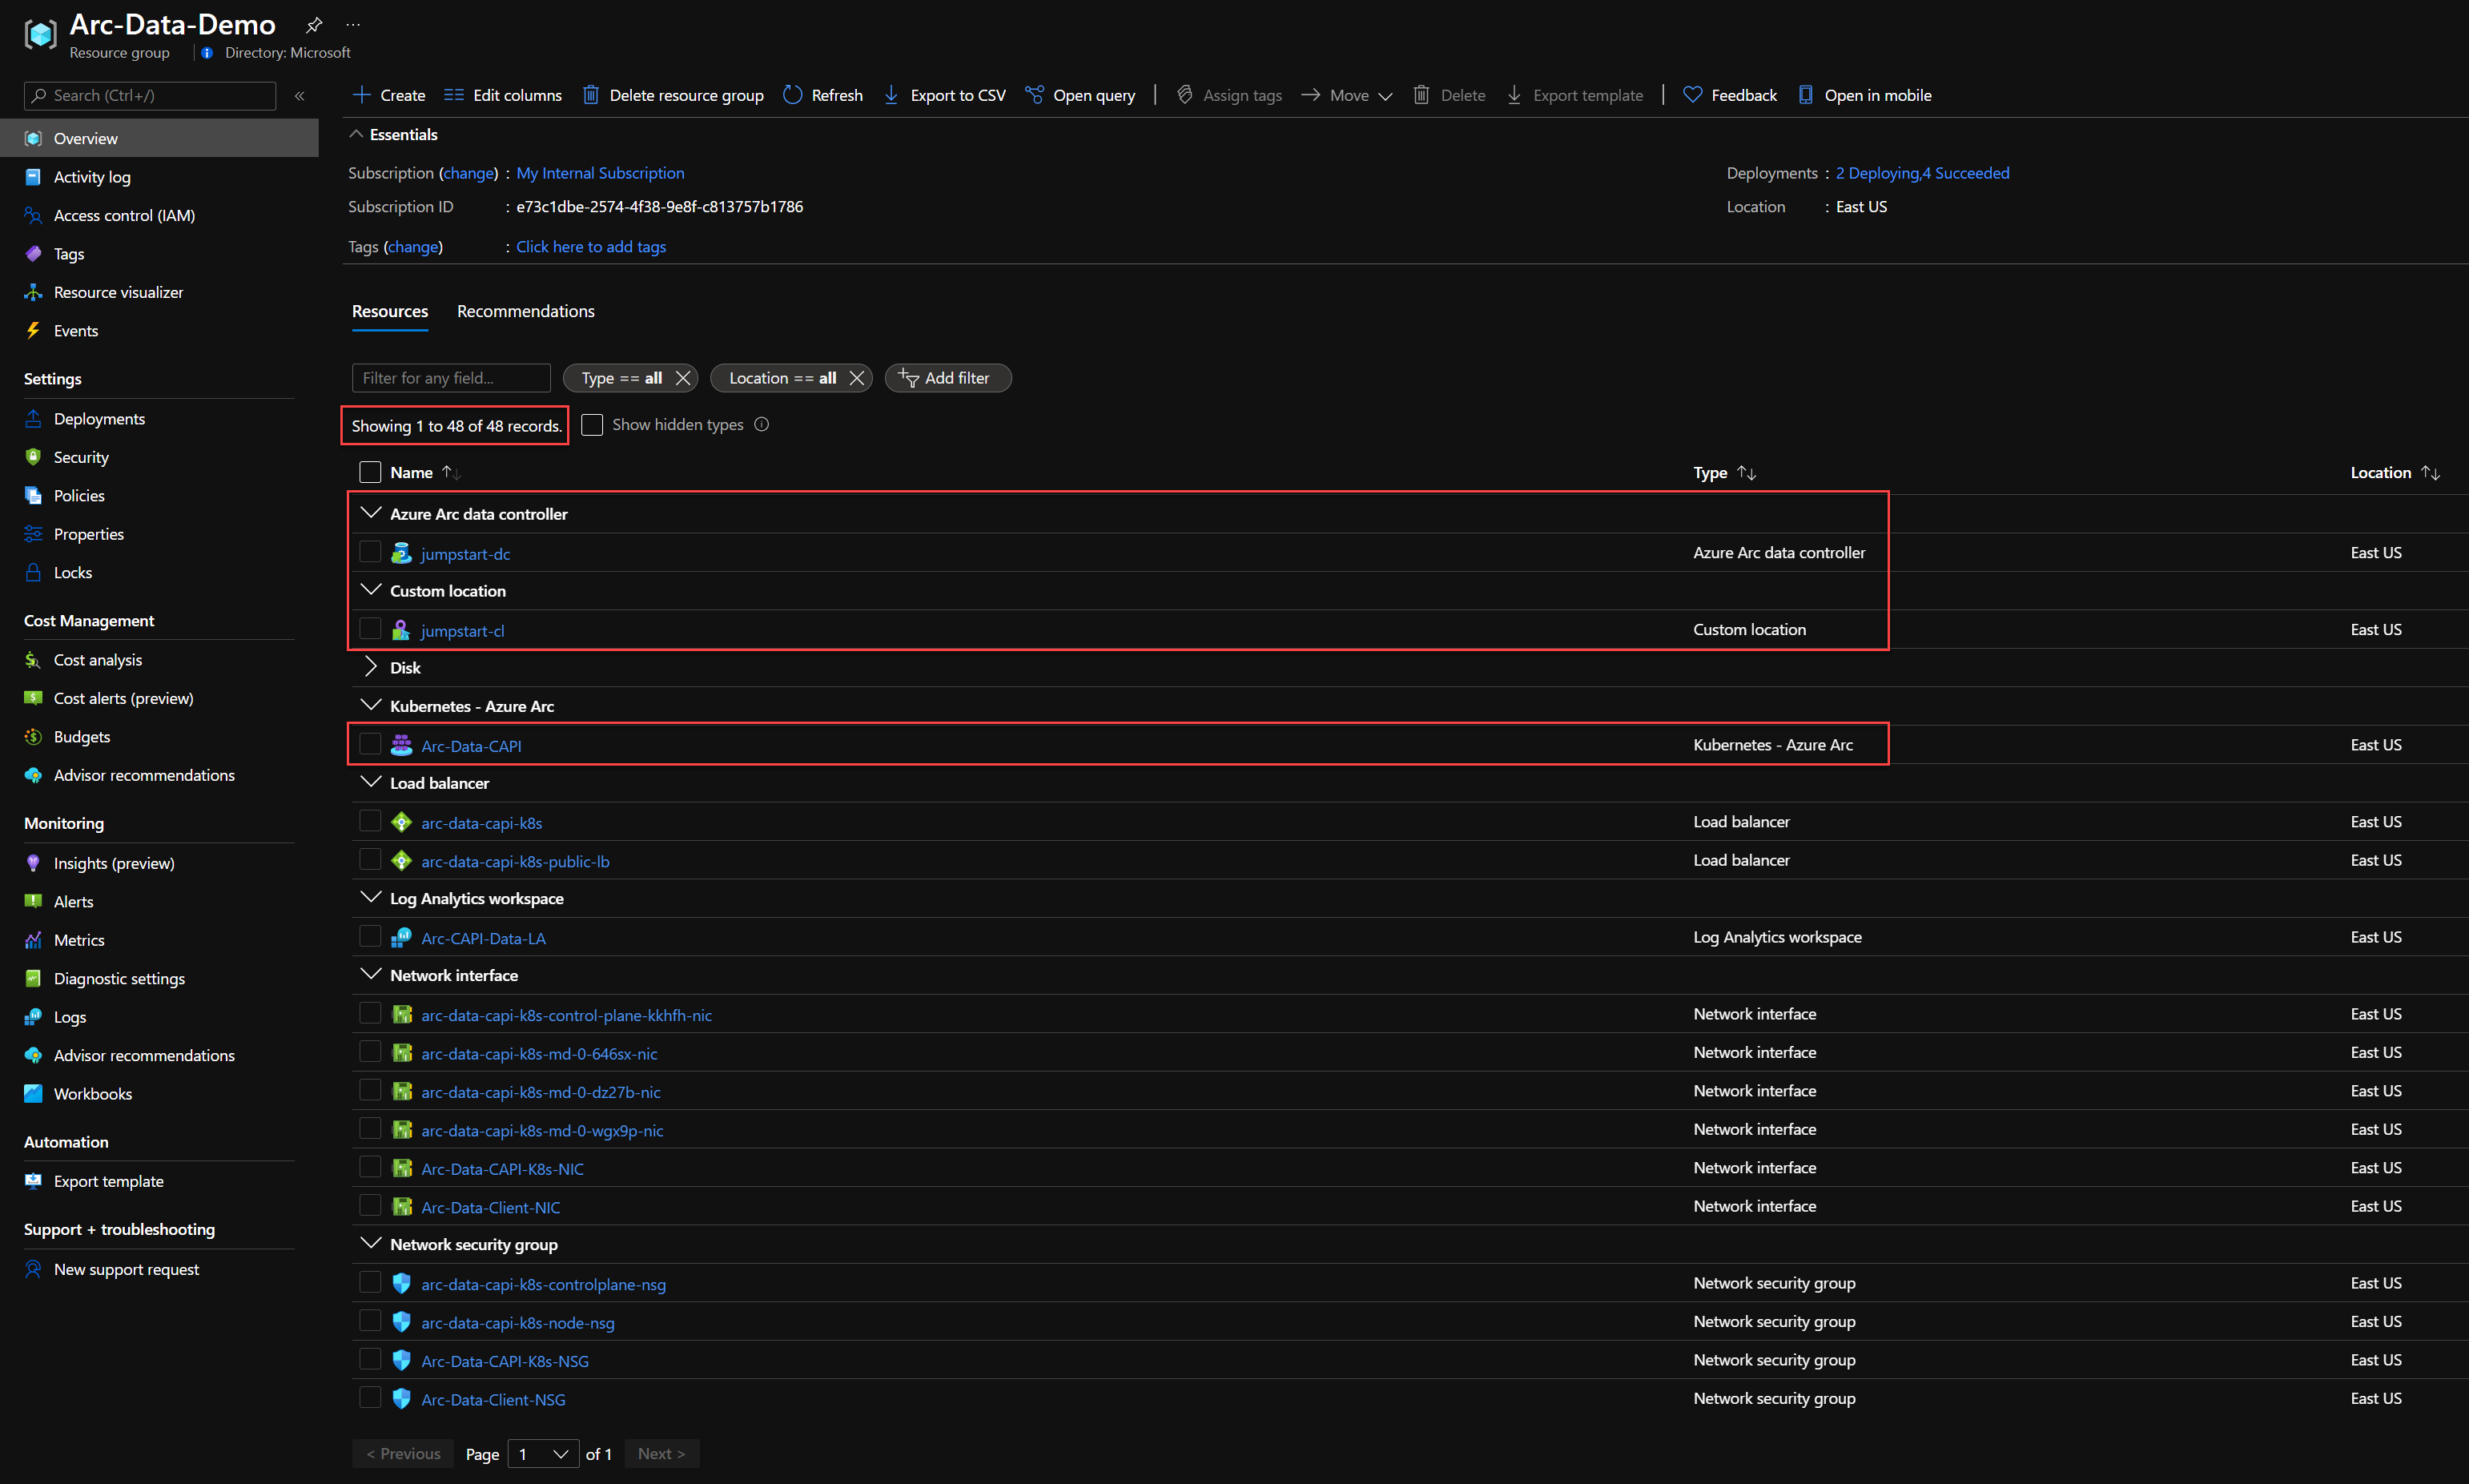 Arc-Data-Demo ...
Resource group Directory: Microsoft
Search (Ctrl+/) «
Overview
Activity log
Access control (IAM)
Tags
Resource visualizer
Events
Settings
Deployments
Security
Policies
Properties
Locks
Cost Management
Cost analysis
Cost alerts (preview)
Budgets
Advisor recommendations
Monitoring
Insights (preview)
Alerts
Metrics
Diagnostic settings
Logs
Advisor recommendations
Workbooks
Automation
Export template
Support + troubleshooting
New support request
Create Edit columns Delete resource group Refresh Export to CSV Open query Assign tags Move Delete Export template Feedback Open in mobile
Essentials
Subscription (change) : My Internal Subscription
Deployments : 2 Deploying,4 Succeeded
Subscription ID : e73c1dbe-2574-4f38-9e8f-c813757b1786
Location : East US
Tags (change) : Click here to add tags
Resources Recommendations
Filter for any field... Type == all Location == all Add filter
Showing 1 to 48 of 48 records. Show hidden types
Name Type Location
Azure Arc data controller
jumpstart-dc Azure Arc data controller East US
Custom location
jumpstart-cl Custom location East US
Disk
Kubernetes - Azure Arc
Arc-Data-CAPI Kubernetes - Azure Arc East US
Load balancer
arc-data-capi-k8s Load balancer East US
arc-data-capi-k8s-public-lb Load balancer East US
Log Analytics workspace
Arc-CAPI-Data-LA Log Analytics workspace East US
Network interface
arc-data-capi-k8s-control-plane-kkhfh-nic Network interface East US
arc-data-capi-k8s-md-0-646sx-nic Network interface East US
arc-data-capi-k8s-md-0-dz27b-nic Network interface East US
arc-data-capi-k8s-md-0-wgx9p-nic Network interface East US
Arc-Data-CAPI-K8s-NIC Network interface East US
Arc-Data-Client-NIC Network interface East US
Network security group
arc-data-capi-k8s-controlplane-nsg Network security group East US
arc-data-capi-k8s-node-nsg Network security group East US
Arc-Data-CAPI-K8s-NSG Network security group East US
Arc-Data-Client-NSG Network security group East US
< Previous Page 1 of 1 Next >